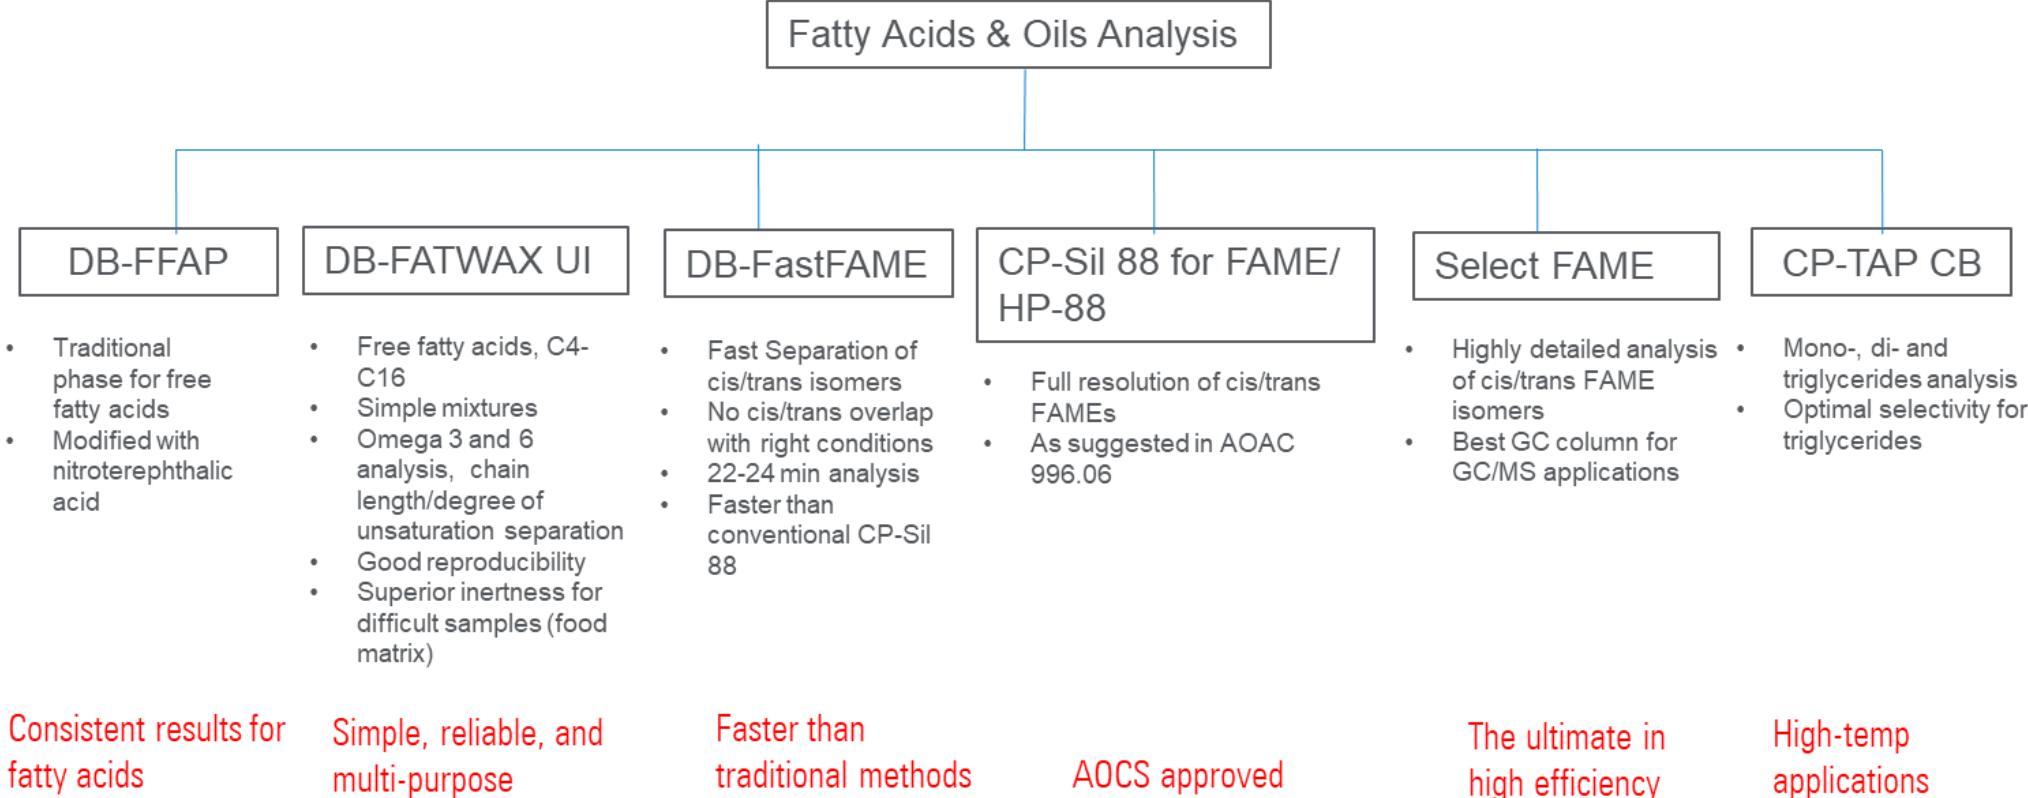 Fatty Acids & Oils Analysis
DB-FFAP
• Traditional
phase for free
fatty acids
• Modified with
nitroterephthalic
acid
Consistent results for
fatty acids
DB-FATWAX UI
• Free fatty acids, C4-
C16
• Simple mixtures
• Omega 3 and 6
analysis, chain
length/degree of
unsaturation separation
• Good reproducibility
• Superior inertness for
difficult samples (food
matrix)
Simple, reliable, and
multi-purpose
DB-FastFAME
• Fast Separation of
cis/trans isomers
• No cis/trans overlap
with right conditions
• 22-24 min analysis
• Faster than
conventional CP-Sil
88
Faster than
traditional methods
CP-Sil 88 for FAME/
HP-88
• Full resolution of cis/trans
FAMEs
• As suggested in AOAC
996.06
AOCS approved
Select FAME
• Highly detailed analysis
of cis/trans FAME
isomers
• Best GC column for
GC/MS applications
The ultimate in
high efficiency
CP-TAP CB
• Mono-, di- and
triglycerides analysis
• Optimal selectivity for
triglycerides
High-temp
applications